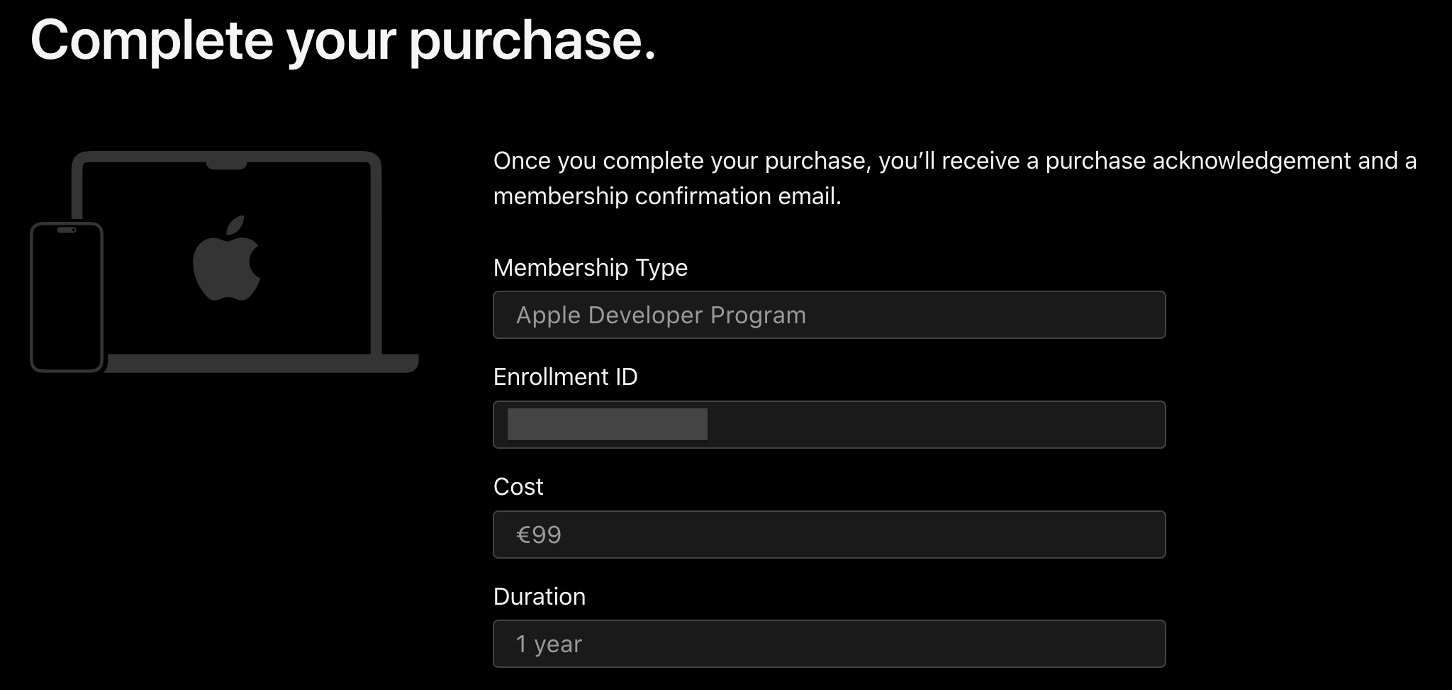 Complete your purchase.
Once you complete your purchase, you’ll receive a purchase acknowledgement and a
membership confirmation email.
Membership Type
Apple Developer Program
Enrollment ID
Cost
€99
Duration
1 year